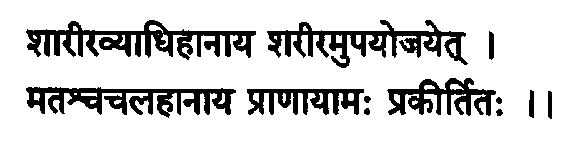 शारीरव्याधिहानाय शरीरमुपयोजयेत् ।
मतश्चचलहानाय प्राणायामः प्रकीर्तितः ।।